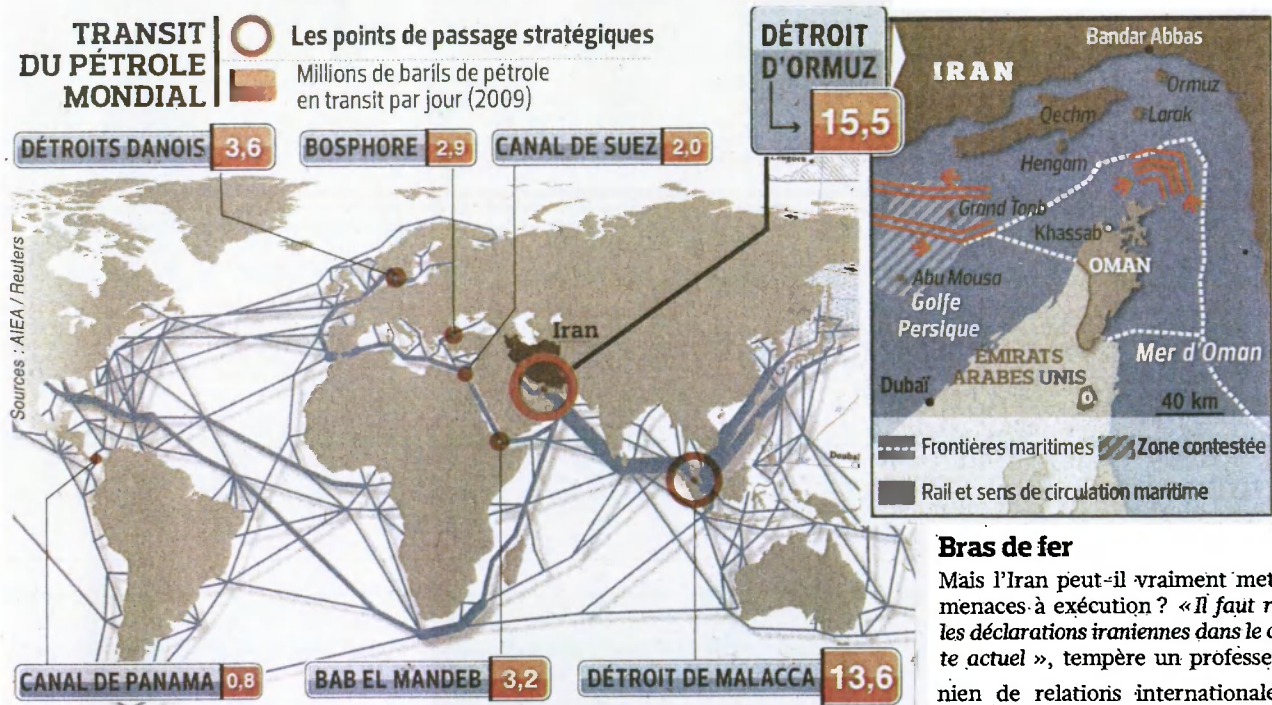 TRANSIT
DU PÉTROLE
MONDIAL
Les points de passage stratégiques
Millions de barils de pétrole
en transit par jour (2009)
DÉTROITS DANOIS 3,6
BOSPHORE 2,9
CANAL DE SUEZ 2,0
DÉTROIT
D'ORMUZ
15,5
Sources : AIEA / Reuters
Iran
CANAL DE PANAMA 0,8
BAB EL MANDEB 3,2
DÉTROIT DE MALACCA 13,6
Bandar Abbas
IRAN
Ormuz
Qechm
Larak
Hengam
Grand Tonb
Khassab
OMAN
Abu Mousa
Golfe
Persique
Mer d'Oman
ÉMIRATS
ARABES UNIS
Dubaï
40 km
Frontières maritimes
Zone contestée
Rail et sens de circulation maritime
Bras de fer
Mais l'Iran peut-il vraiment met
menaces à exécution ? «Il faut r
les déclarations iraniennes dans le c
te actuel », tempère un professe
nien de relations internationale